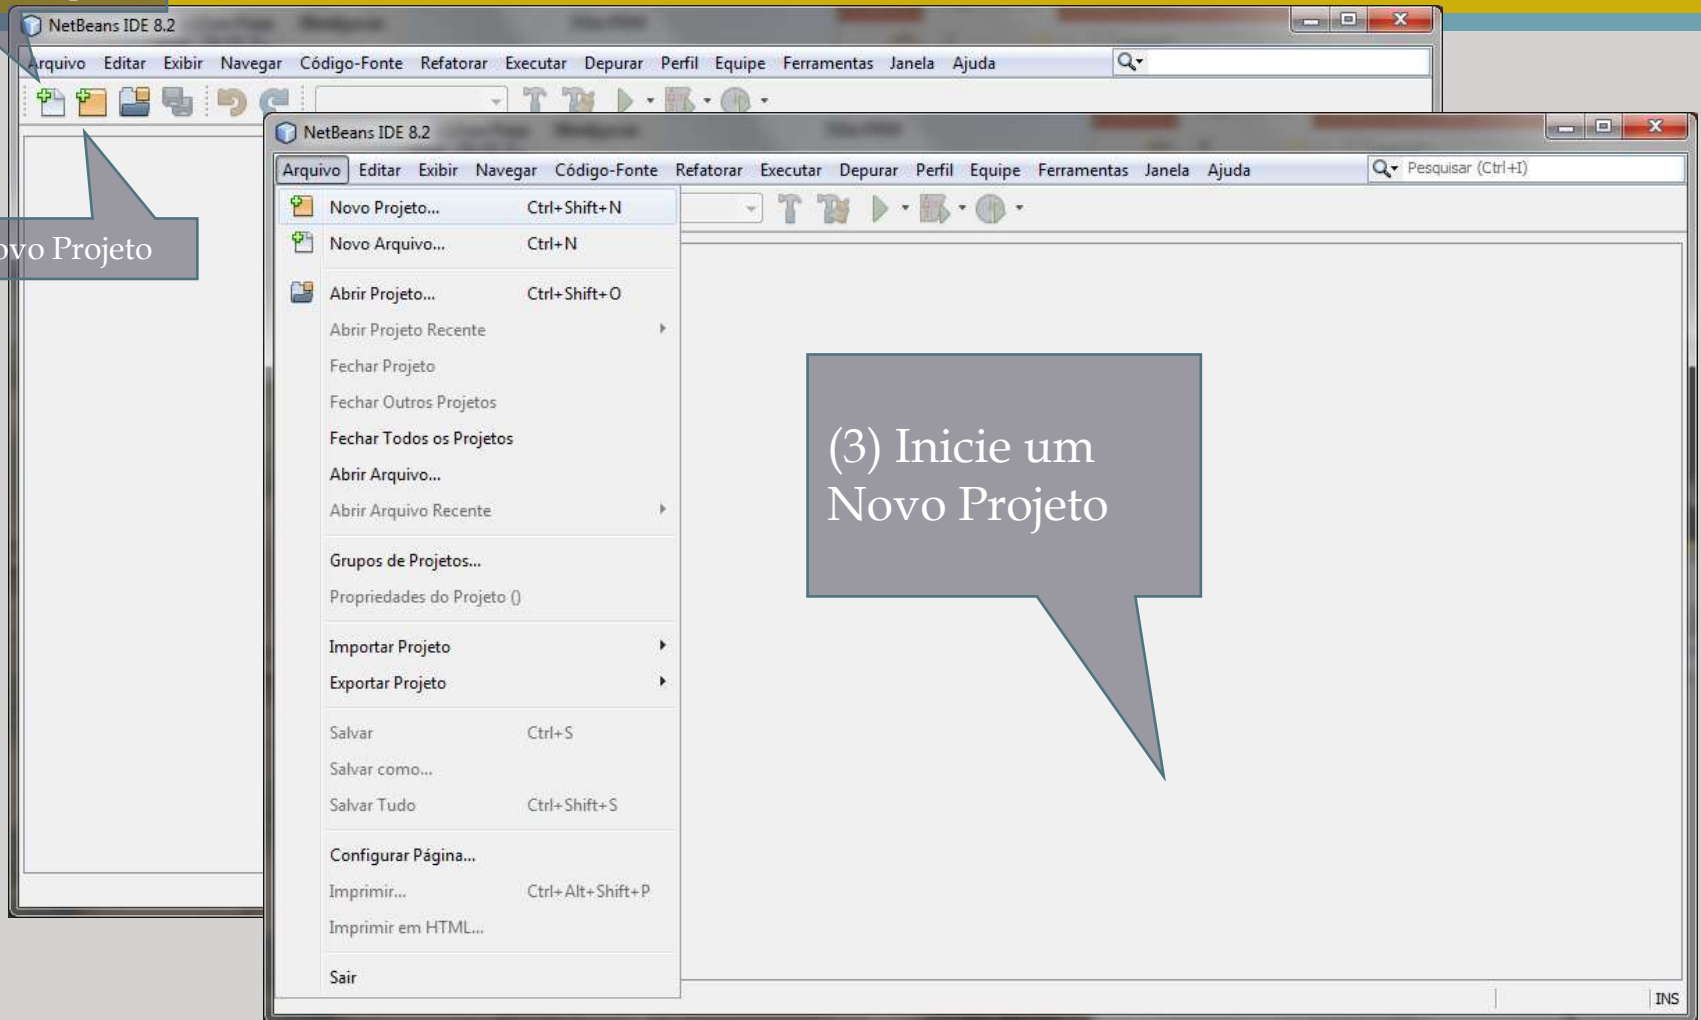 NetBeans IDE 8.2
Arquivo Editar Exibir Navegar Código-Fonte Refatorar Executar Depurar Perfil Equipe Ferramentas Janela Ajuda
Novo Projeto
NetBeans IDE 8.2
Arquivo Editar Exibir Navegar Código-Fonte Refatorar Executar Depurar Perfil Equipe Ferramentas Janela Ajuda Pesquisar (Ctrl+I)
Novo Projeto... Ctrl+Shift+N
Novo Arquivo... Ctrl+N
Abrir Projeto... Ctrl+Shift+O
Abrir Projeto Recente
Fechar Projeto
Fechar Outros Projetos
Fechar Todos os Projetos
Abrir Arquivo...
Abrir Arquivo Recente
Grupos de Projetos...
Propriedades do Projeto ()
Importar Projeto
Exportar Projeto
Salvar Ctrl+S
Salvar como...
Salvar Tudo Ctrl+Shift+S
Configurar Página...
Imprimir... Ctrl+Alt+Shift+P
Imprimir em HTML...
Sair
(3) Inicie um
Novo Projeto
INS